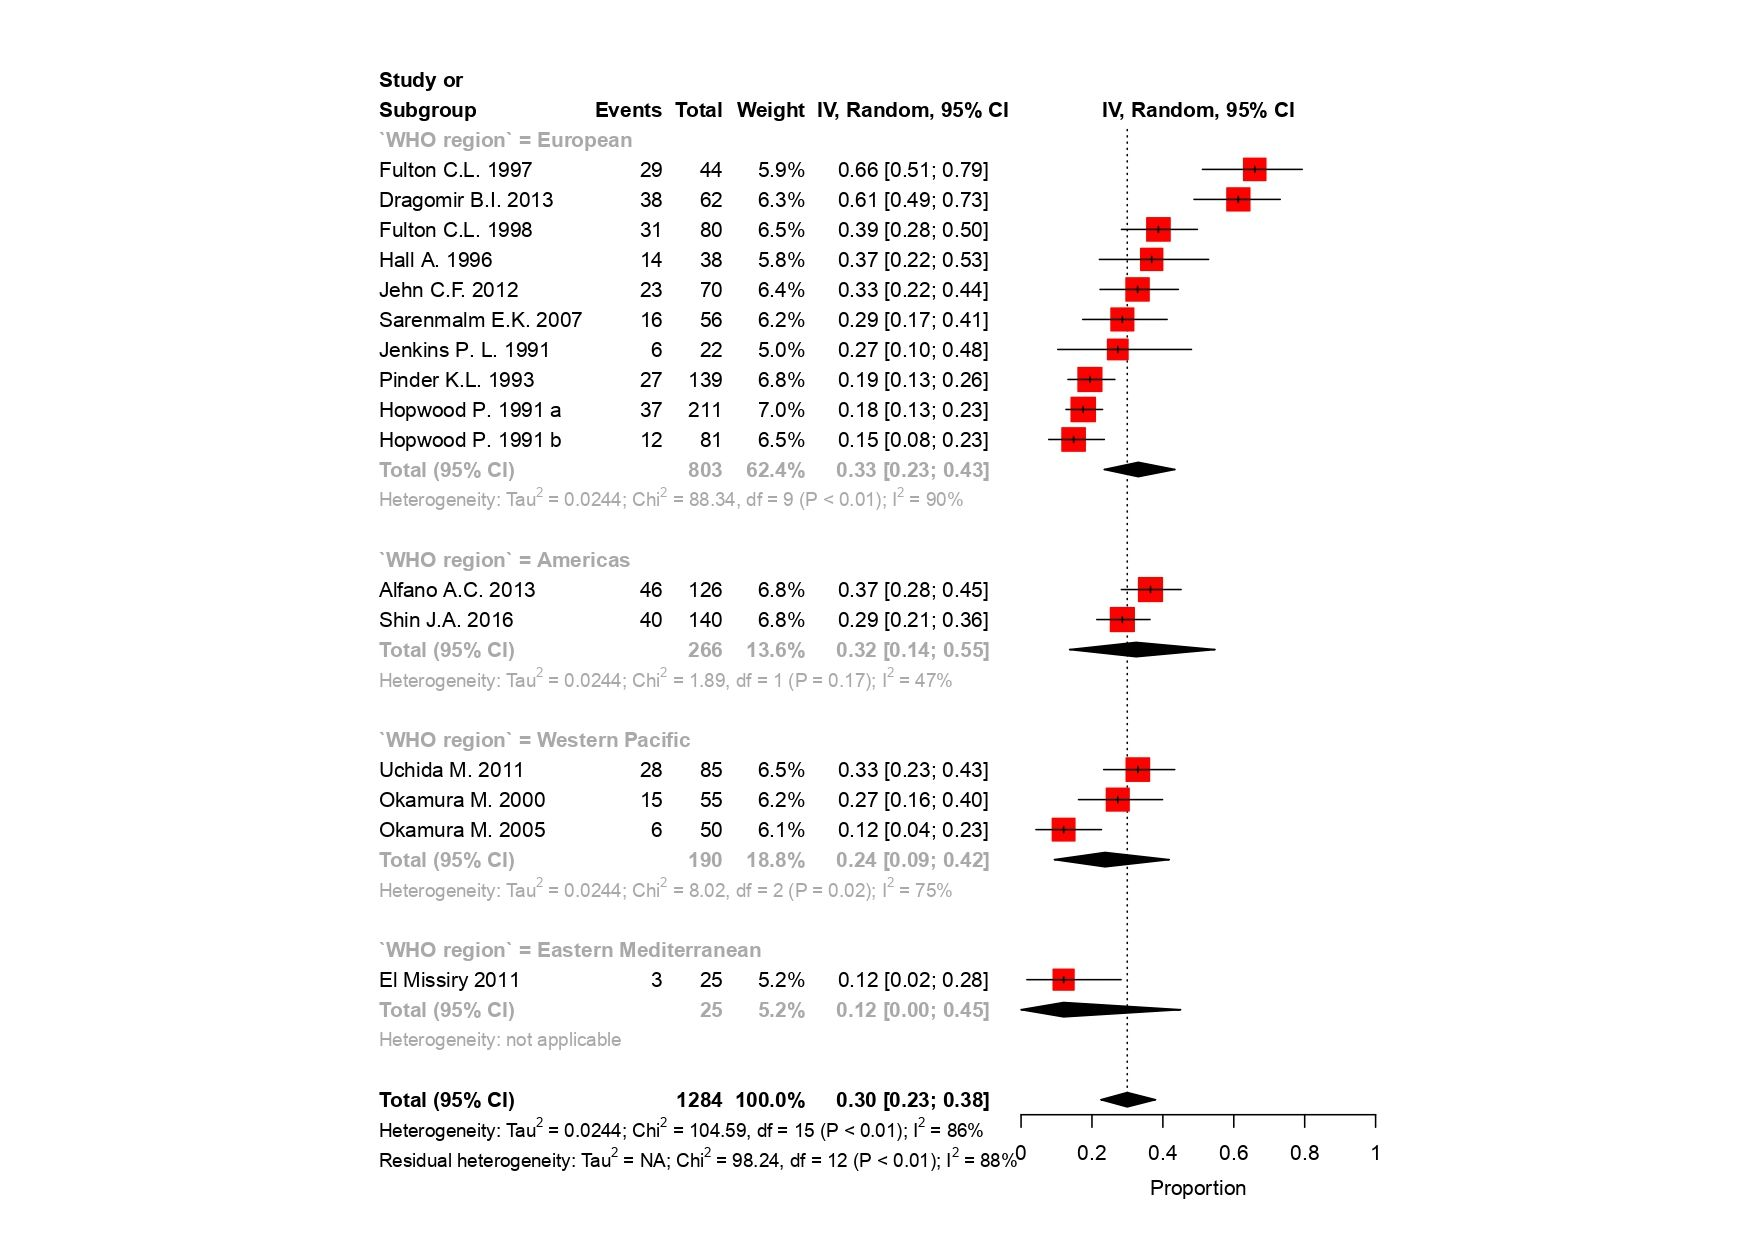 Study or
Subgroup Events Total Weight IV, Random, 95% CI IV, Random, 95% CI
`WHO region` = European
Fulton C.L. 1997 29 44 5.9% 0.66 [0.51; 0.79]
Dragomir B.I. 2013 38 62 6.3% 0.61 [0.49; 0.73]
Fulton C.L. 1998 31 80 6.5% 0.39 [0.28; 0.50]
Hall A. 1996 14 38 5.8% 0.37 [0.22; 0.53]
Jehn C.F. 2012 23 70 6.4% 0.33 [0.22; 0.44]
Sarenmalm E.K. 2007 16 56 6.2% 0.29 [0.17; 0.41]
Jenkins P. L. 1991 6 22 5.0% 0.27 [0.10; 0.48]
Pinder K.L. 1993 27 139 6.8% 0.19 [0.13; 0.26]
Hopwood P. 1991 a 37 211 7.0% 0.18 [0.13; 0.23]
Hopwood P. 1991 b 12 81 6.5% 0.15 [0.08; 0.23]
Total (95% CI) 803 62.4% 0.33 [0.23; 0.43]
Heterogeneity: Tau² = 0.0244; Chi² = 88.34, df = 9 (P < 0.01); I² = 90%
`WHO region` = Americas
Alfano A.C. 2013 46 126 6.8% 0.37 [0.28; 0.45]
Shin J.A. 2016 40 140 6.8% 0.29 [0.21; 0.36]
Total (95% CI) 266 13.6% 0.32 [0.14; 0.55]
Heterogeneity: Tau² = 0.0244; Chi² = 1.89, df = 1 (P = 0.17); I² = 47%
`WHO region` = Western Pacific
Uchida M. 2011 28 85 6.5% 0.33 [0.23; 0.43]
Okamura M. 2000 15 55 6.2% 0.27 [0.16; 0.40]
Okamura M. 2005 6 50 6.1% 0.12 [0.04; 0.23]
Total (95% CI) 190 18.8% 0.24 [0.09; 0.42]
Heterogeneity: Tau² = 0.0244; Chi² = 8.02, df = 2 (P = 0.02); I² = 75%
`WHO region` = Eastern Mediterranean
El Missiry 2011 3 25 5.2% 0.12 [0.02; 0.28]
Total (95% CI) 25 5.2% 0.12 [0.00; 0.45]
Heterogeneity: not applicable
Total (95% CI) 1284 100.0% 0.30 [0.23; 0.38]
Heterogeneity: Tau² = 0.0244; Chi² = 104.59, df = 15 (P < 0.01); I² = 86%
Residual heterogeneity: Tau² = NA; Chi² = 98.24, df = 12 (P < 0.01); I² = 88%
0 0.2 0.4 0.6 0.8 1
Proportion